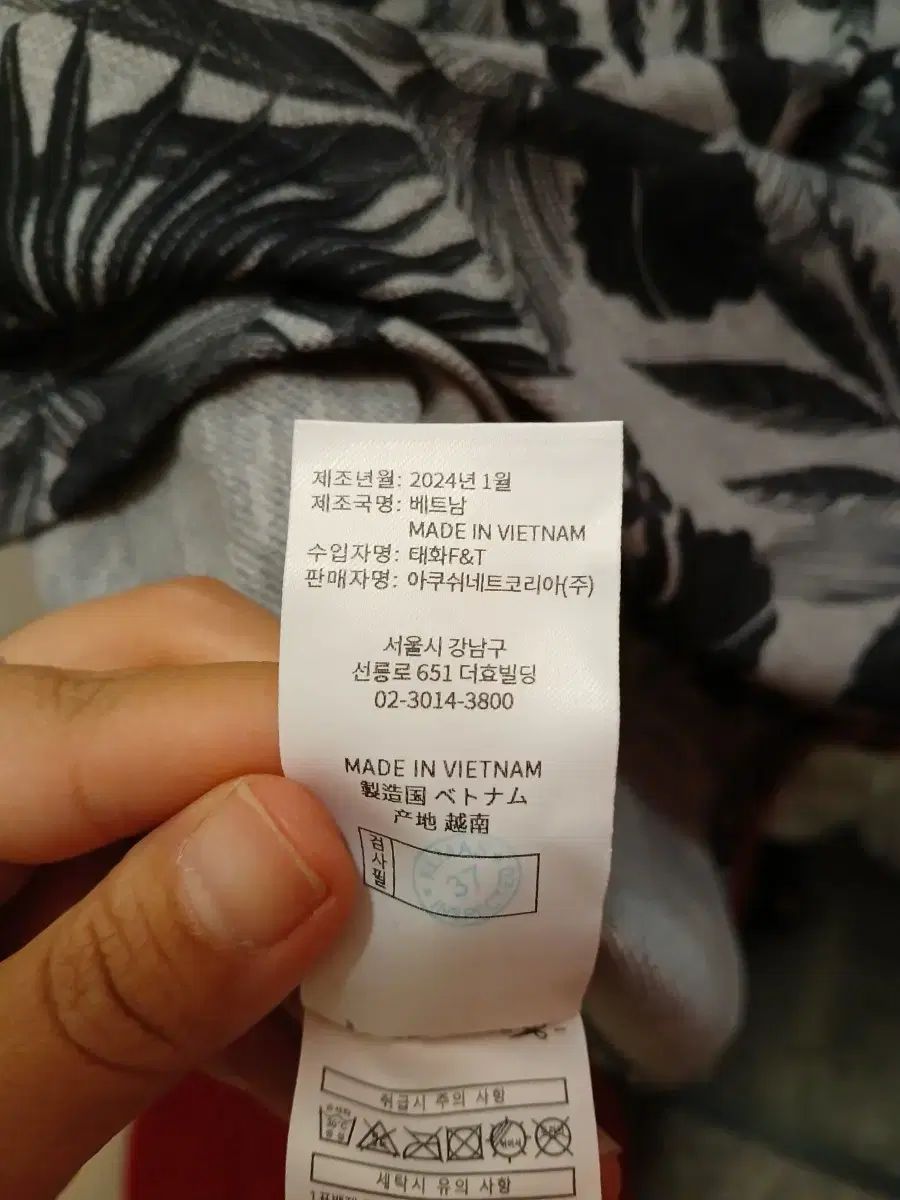 제조년월: 2024년 1월
제조국명: 베트남
MADE IN VIETNAM
수입자명: 태화F&T
판매자명: 아쿠쉬네트코리아(주)
서울시 강남구
선릉로 651 더효빌딩
02-3014-3800
MADE IN VIETNAM
製造国 ベトナム
产地 越南
검사필
37
취급시 주의 사항
세탁시 유의 사항